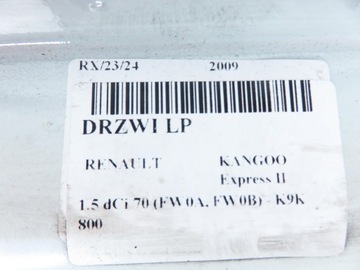 RX/23/24 2009
DRZWI LP
RENAULT KANGOO
Express II
1.5 dCi 70 (FW0A, FW0B) - K9K
800